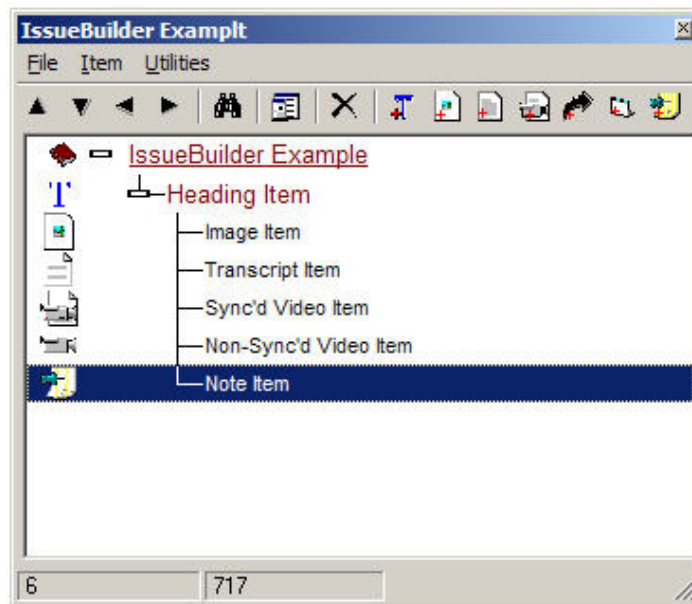 IssueBuilder Examplt
File Item Utilities
IssueBuilder Example
T
Heading Item
Image Item
Transcript Item
Sync'd Video Item
Non-Sync'd Video Item
Note Item
6 717